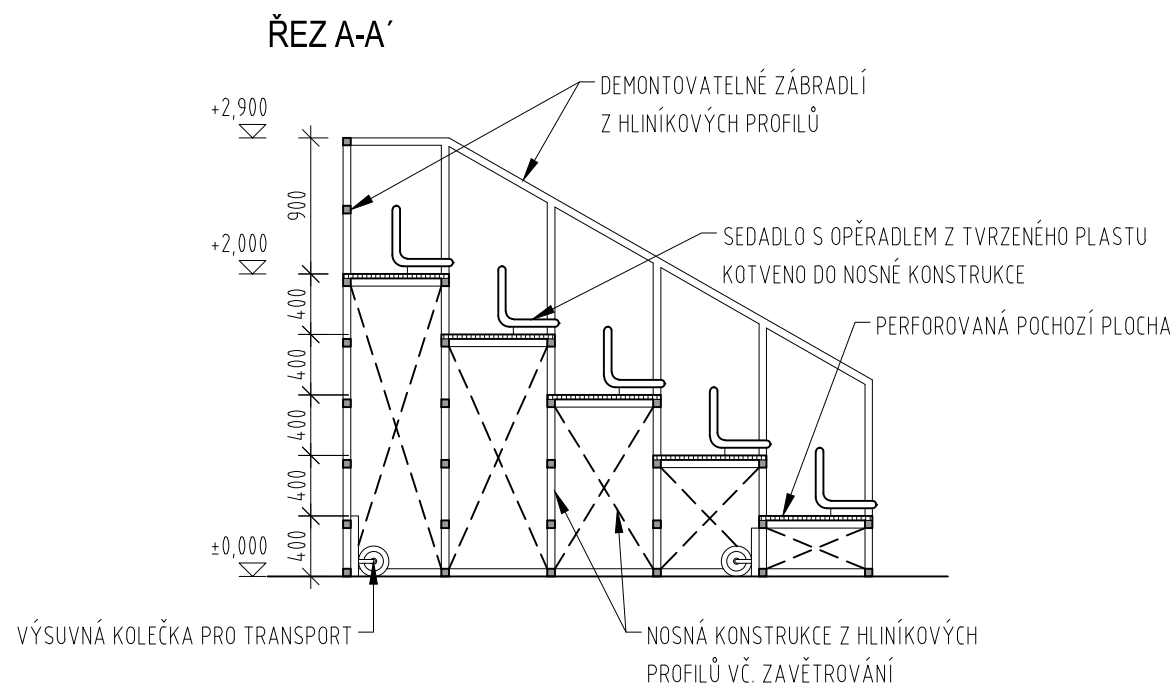 ŘEZ A-A´
DEMONTOVATELNÉ ZÁBRADLÍ
Z HLINÍKOVÝCH PROFILŮ
+2,900
900
SEDADLO S OPĚRADLEM Z TVRZENÉHO PLASTU
KOTVENO DO NOSNÉ KONSTRUKCE
+2,000
400
PERFOROVANÁ POCHOZÍ PLOCHA
400
400
400
400
±0,000
VÝSUVNÁ KOLEČKA PRO TRANSPORT
NOSNÁ KONSTRUKCE Z HLINÍKOVÝCH
PROFILŮ VČ. ZAVĚTROVÁNÍ